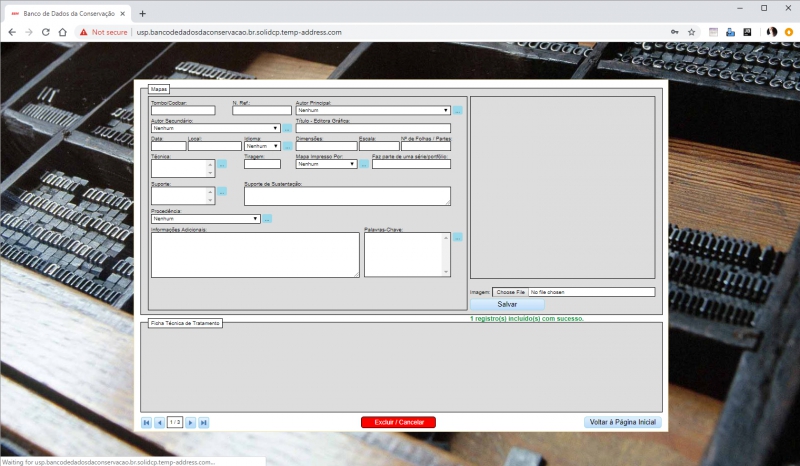 Banco de Dados da Conservação
Not secure | usp.bancodedadosdaconservacao.br.solidcp.temp-address.com
Mapas
Tombo/Codbar: N. Ref.: Autor Principal:
Nenhum
Autor Secundário: Título - Editora Gráfica:
Nenhum
Data: Local: Idioma: Dimensões: Escala: Nº de Folhas / Partes
Nenhum
Técnica: Tiragem: Mapa Impresso Por: Faz parte de uma série/portfólio:
Nenhum
Suporte: Suporte de Sustentação:
Procedência:
Nenhum
Informações Adicionais: Palavras-Chave:
Imagem: Choose File No file chosen
Salvar
1 registro(s) incluído(s) com sucesso.
Ficha Técnica de Tratamento
1 / 3
Excluir / Cancelar
Voltar à Página Inicial
Waiting for usp.bancodedadosdaconservacao.br.solidcp.temp-address.com...